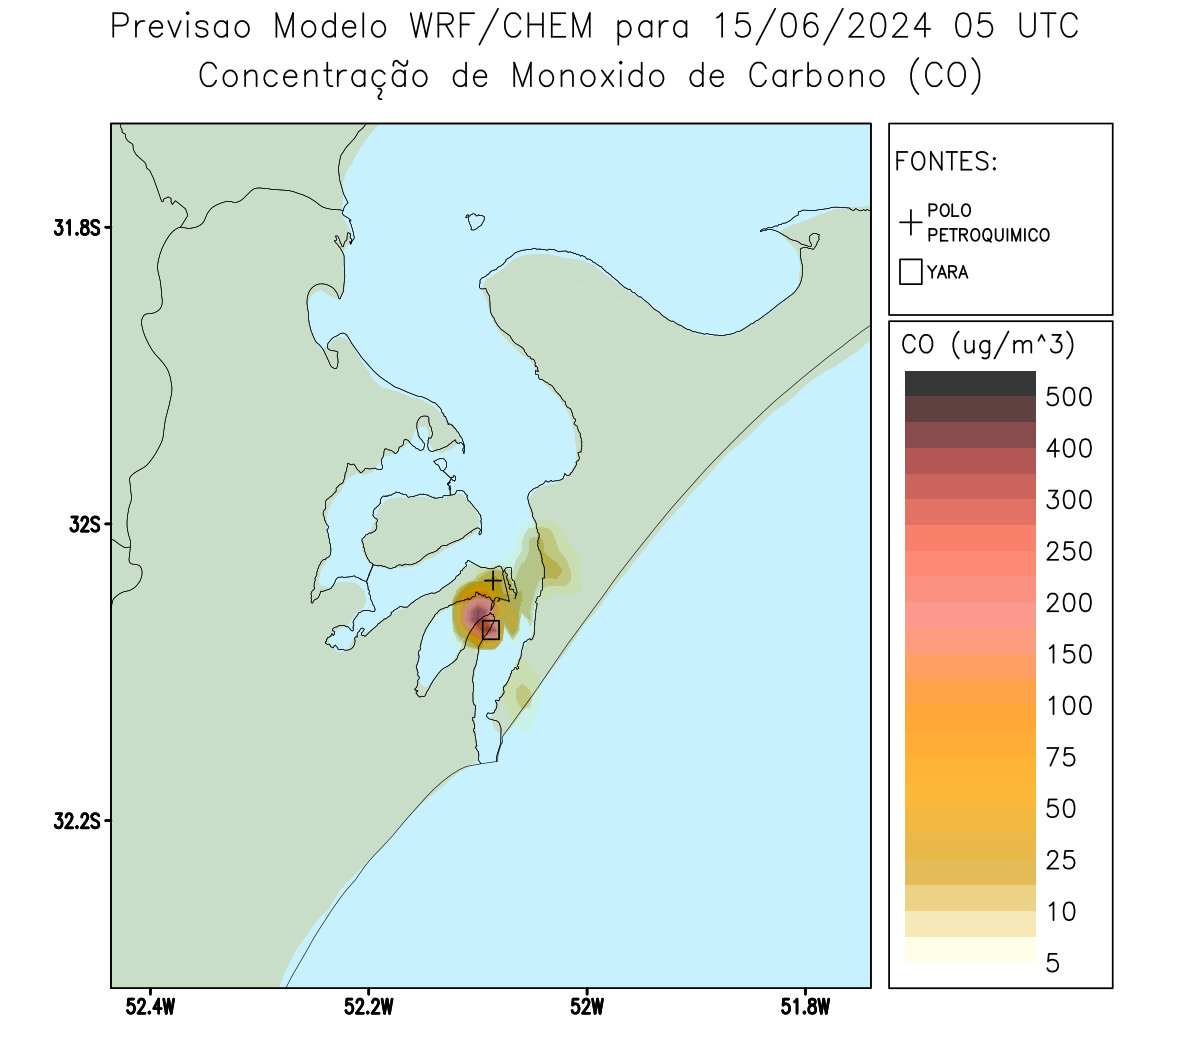 Previsao Modelo WRF/CHEM para 15/06/2024 05 UTC
Concentração de Monoxido de Carbono (CO)
FONTES:
POLO
PETROQUIMICO
YARA
31.8S
32S
32.2S
52.4W
52.2W
52W
51.8W
CO (ug/m^3)
500
400
300
250
200
150
100
75
50
25
10
5